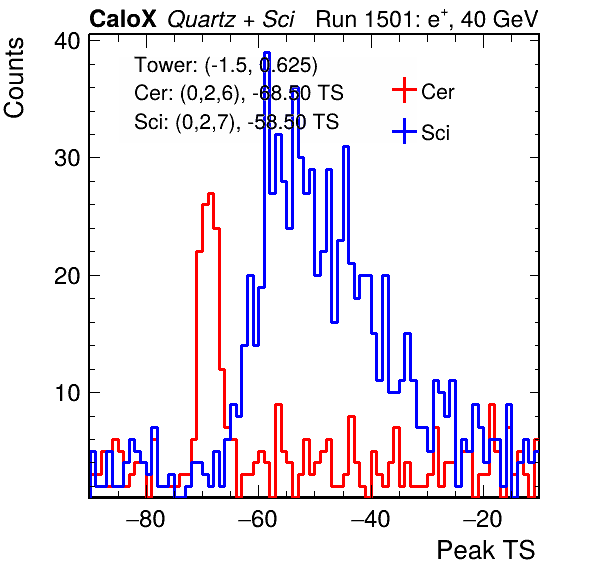 CaloX Quartz + Sci Run 1501: e⁺, 40 GeV
Counts
40
30
20
10
Tower: (-1.5, 0.625)
Cer: (0,2,6), -68.50 TS
Sci: (0,2,7), -58.50 TS
Cer
Sci
−80 −60 −40 −20
Peak TS